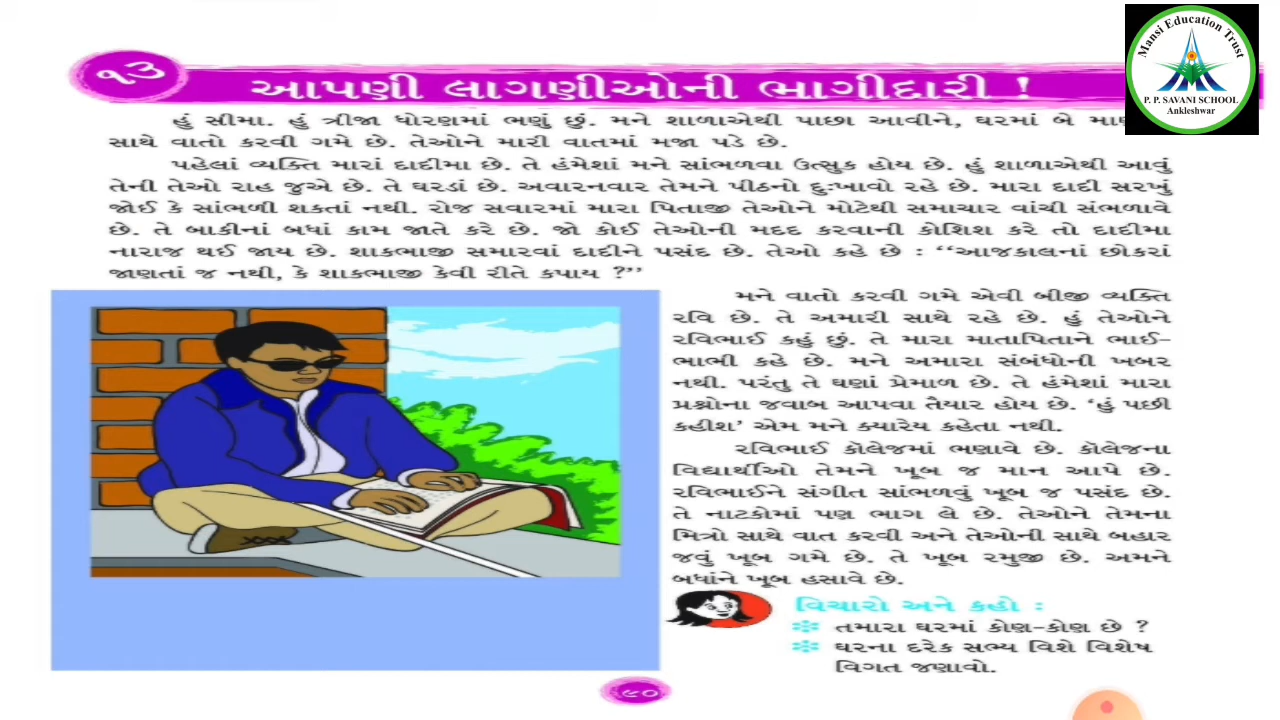 Mansi Education Trust
P. P. SAVANI SCHOOL
Ankleshwar
૧૩
આપણી લાગણીઓની ભાગીદારી !
હું સીમા. હું ત્રીજા ધોરણમાં ભણું છું. મને શાળાએથી પાછા આવીને, ઘરમાં બે
સાથે વાતો કરવી ગમે છે. તેઓને મારી વાતમાં મજા પડે છે.
પહેલાં વ્યક્તિ મારાં દાદીમા છે. તે હંમેશાં મને સાંભળવા ઉત્સુક હોય છે. હું શાળાએથી આવું
તેની તેઓ રાહ જુએ છે. તે ઘરડાં છે. અવારનવાર તેમને પીઠનો દુઃખાવો રહે છે. મારા દાદી સરખું
જોઈ કે સાંભળી શકતાં નથી. રોજ સવારમાં મારા પિતાજી તેઓને મોટેથી સમાચાર વાંચી સંભળાવે
છે. તે બાકીનાં બધાં કામ જાતે કરે છે. જો કોઈ તેઓની મદદ કરવાની કોશિશ કરે તો દાદીમા
નારાજ થઈ જાય છે. શાકભાજી સમારવાં દાદીને પસંદ છે. તેઓ કહે છે : ‘‘આજકાલનાં છોકરાં
જાણતાં જ નથી, કે શાકભાજી કેવી રીતે કપાય ?’’
મને વાતો કરવી ગમે એવી બીજી વ્યક્તિ
રવિ છે. તે અમારી સાથે રહે છે. હું તેઓને
રવિભાઈ કહું છું. તે મારા માતાપિતાને ભાઈ-
ભાભી કહે છે. મને અમારા સંબંધોની ખબર
નથી. પરંતુ તે ઘણાં પ્રેમાળ છે. તે હંમેશાં મારા
પ્રશ્નોના જવાબ આપવા તૈયાર હોય છે. ‘હું પછી
કહીશ’ એમ મને ક્યારેય કહેતા નથી.
રવિભાઈ કૉલેજમાં ભણાવે છે. કૉલેજના
વિદ્યાર્થીઓ તેમને ખૂબ જ માન આપે છે.
રવિભાઈને સંગીત સાંભળવું ખૂબ જ પસંદ છે.
તે નાટકોમાં પણ ભાગ લે છે. તેઓને તેમના
મિત્રો સાથે વાત કરવી અને તેઓની સાથે બહાર
જવું ખૂબ ગમે છે. તે ખૂબ રમુજી છે. અમને
બધાંને ખૂબ હસાવે છે.
વિચારો અને કહો :
❇ તમારા ઘરમાં કોણ-કોણ છે ?
❇ ઘરના દરેક સભ્ય વિશે વિશેષ
વિગત જણાવો.
૯૦